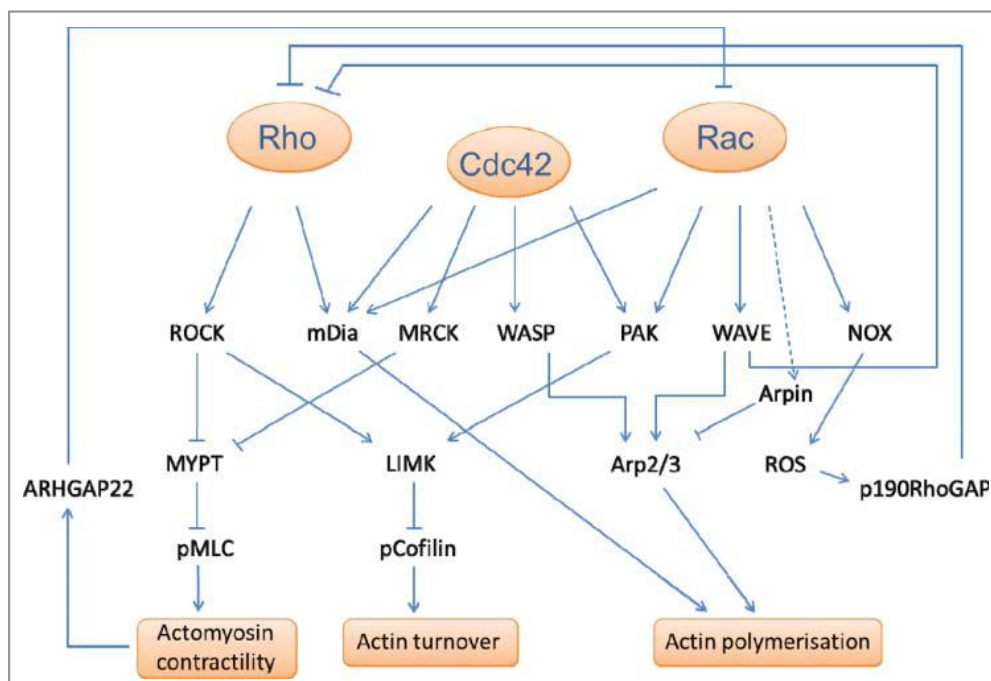 Rho
Cdc42
Rac
ROCK
mDia
MRCK
WASP
PAK
WAVE
NOX
Arpin
MYPT
LIMK
Arp2/3
ROS
ARHGAP22
p190RhoGAP
pMLC
pCofilin
Actomyosin
contractility
Actin turnover
Actin polymerisation